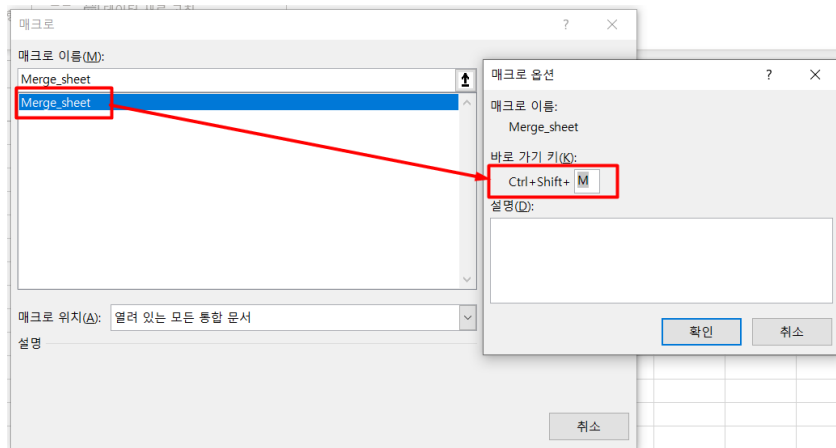 매크로
?
매크로 이름(M):
Merge_sheet
Merge_sheet
매크로 위치(A): 열려 있는 모든 통합 문서
설명
취소
매크로 옵션
?
매크로 이름:
Merge_sheet
바로 가기 키(K):
Ctrl+Shift+ M
설명(D):
확인
취소